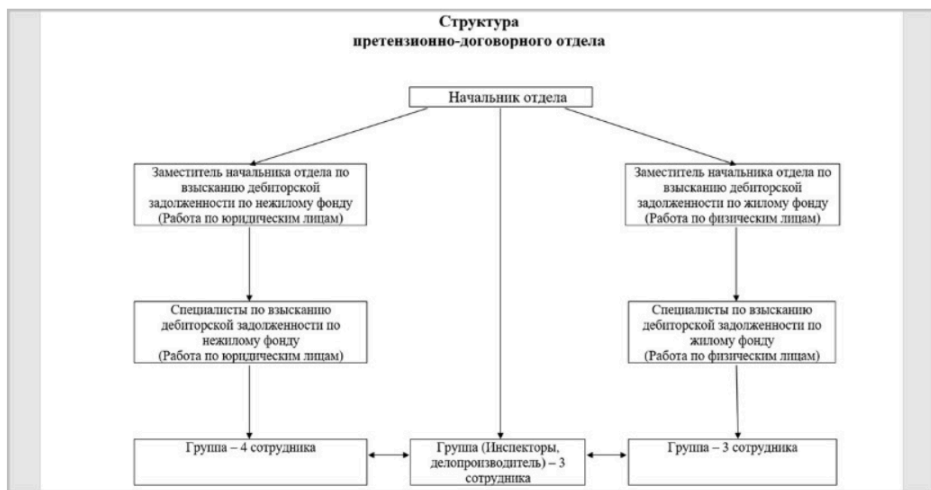 Структура
претензионно-договорного отдела
Начальник отдела
Заместитель начальника отдела по
взысканию дебиторской
задолженности по нежилому фонду
(Работа по юридическим лицам)
Заместитель начальника отдела по
взысканию дебиторской
задолженности по жилому фонду
(Работа по физическим лицам)
Специалисты по взысканию
дебиторской задолженности по
нежилому фонду
(Работа по юридическим лицам)
Специалисты по взысканию
дебиторской задолженности по
жилому фонду
(Работа по физическим лицам)
Группа – 4 сотрудника
Группа (Инспекторы,
делопроизводитель) – 3
сотрудника
Группа – 3 сотрудника